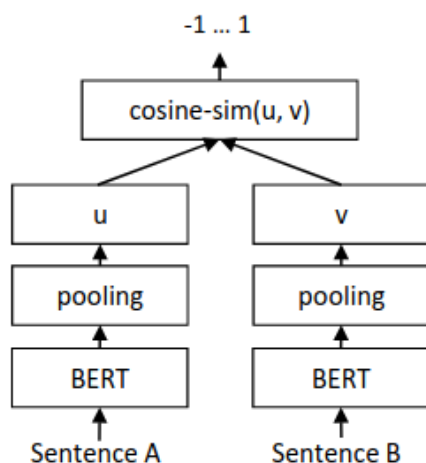 -1 ... 1
cosine-sim(u, v)
u
v
pooling
pooling
BERT
BERT
Sentence A
Sentence B